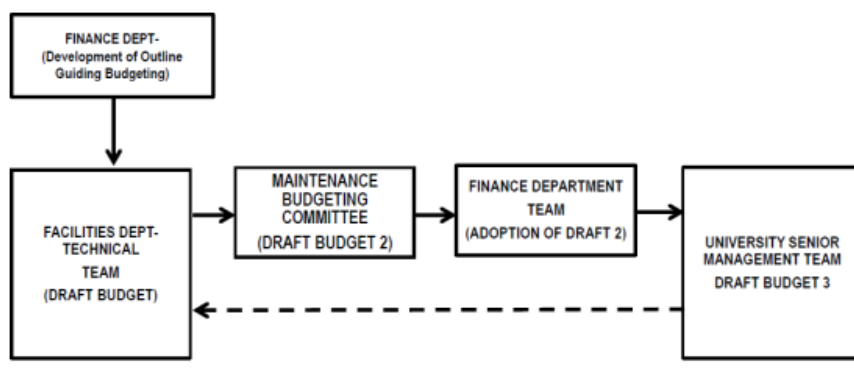 FINANCE DEPT-
(Development of Outline
Guiding Budgeting)
FACILITIES DEPT-
TECHNICAL
TEAM
(DRAFT BUDGET)
MAINTENANCE
BUDGETING
COMMITTEE
(DRAFT BUDGET 2)
FINANCE DEPARTMENT
TEAM
(ADOPTION OF DRAFT 2)
UNIVERSITY SENIOR
MANAGEMENT TEAM
DRAFT BUDGET 3